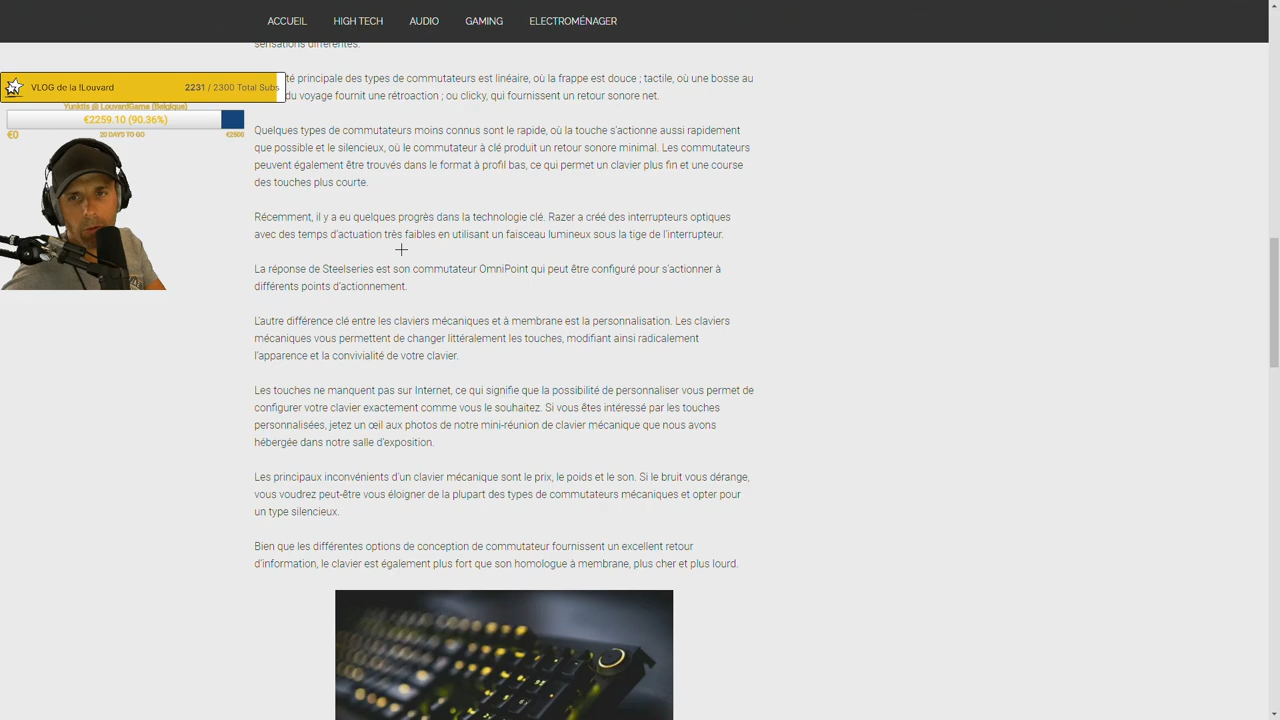 ACCUEIL HIGH TECH AUDIO GAMING ELECTROMÉNAGER
sensations différentes.
té principale des types de commutateurs est linéaire, où la frappe est douce ; tactile, où une bosse au
du voyage fournit une rétroaction ; ou clicky, qui fournissent un retour sonore net.
VLOG de la !Louvard 2231 / 2300 Total Subs
Yunktis @ LouvardGame (Belgique)
€2259.10 (90.36%)
€0 20 DAYS TO GO €2500
Quelques types de commutateurs moins connus sont le rapide, où la touche s'actionne aussi rapidement
que possible et le silencieux, où le commutateur à clé produit un retour sonore minimal. Les commutateurs
peuvent également être trouvés dans le format à profil bas, ce qui permet un clavier plus fin et une course
des touches plus courte.
Récemment, il y a eu quelques progrès dans la technologie clé. Razer a créé des interrupteurs optiques
avec des temps d'actuation très faibles en utilisant un faisceau lumineux sous la tige de l'interrupteur.
La réponse de Steelseries est son commutateur OmniPoint qui peut être configuré pour s'actionner à
différents points d'actionnement.
L'autre différence clé entre les claviers mécaniques et à membrane est la personnalisation. Les claviers
mécaniques vous permettent de changer littéralement les touches, modifiant ainsi radicalement
l'apparence et la convivialité de votre clavier.
Les touches ne manquent pas sur Internet, ce qui signifie que la possibilité de personnaliser vous permet de
configurer votre clavier exactement comme vous le souhaitez. Si vous êtes intéressé par les touches
personnalisées, jetez un œil aux photos de notre mini-réunion de clavier mécanique que nous avons
hébergée dans notre salle d'exposition.
Les principaux inconvénients d'un clavier mécanique sont le prix, le poids et le son. Si le bruit vous dérange,
vous voudrez peut-être vous éloigner de la plupart des types de commutateurs mécaniques et opter pour
un type silencieux.
Bien que les différentes options de conception de commutateur fournissent un excellent retour
d'information, le clavier est également plus fort que son homologue à membrane, plus cher et plus lourd.